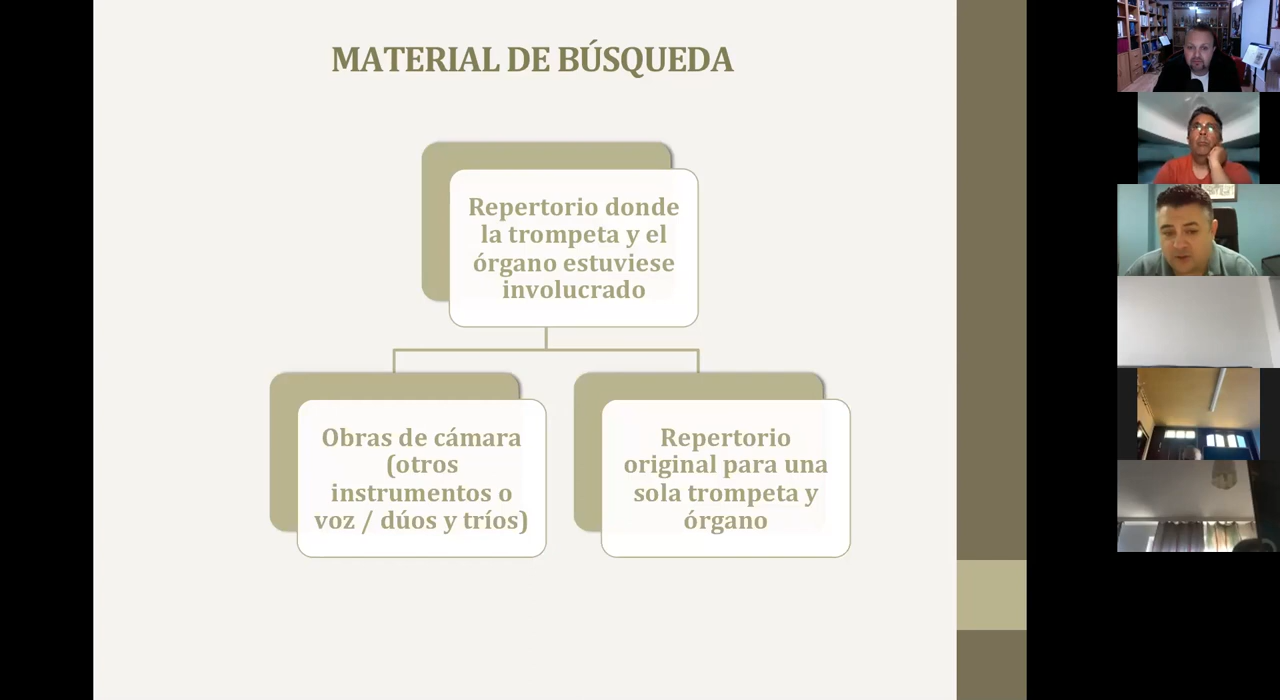 MATERIAL DE BÚSQUEDA
Repertorio donde
la trompeta y el
órgano estuviese
involucrado
Obras de cámara
(otros
instrumentos o
voz / dúos y tríos)
Repertorio
original para una
sola trompeta y
órgano